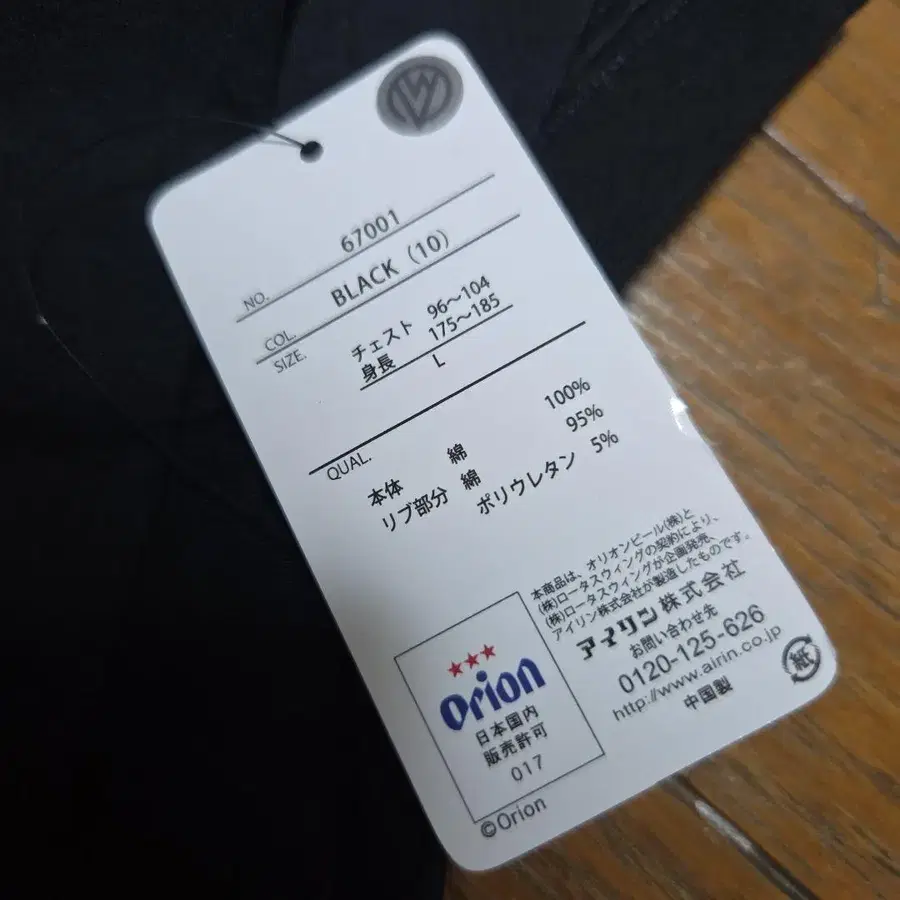 W
NO. 67001
COL. BLACK (10)
SIZE. チェスト 96〜104
身長 175〜185
L
QUAL.
本体 綿 100%
リブ部分 綿 95%
ポリウレタン 5%
本商品は、オリオンビール(株)と
(株)ロータスウィングの契約により、
(株)ロータスウィングが企画発売、
アイリン株式会社が製造したものです。
アイリン株式会社
お問い合わせ先
0120-125-626
http://www.airin.co.jp
中国製
紙
Orion
日本国内
販売許可
017
©Orion